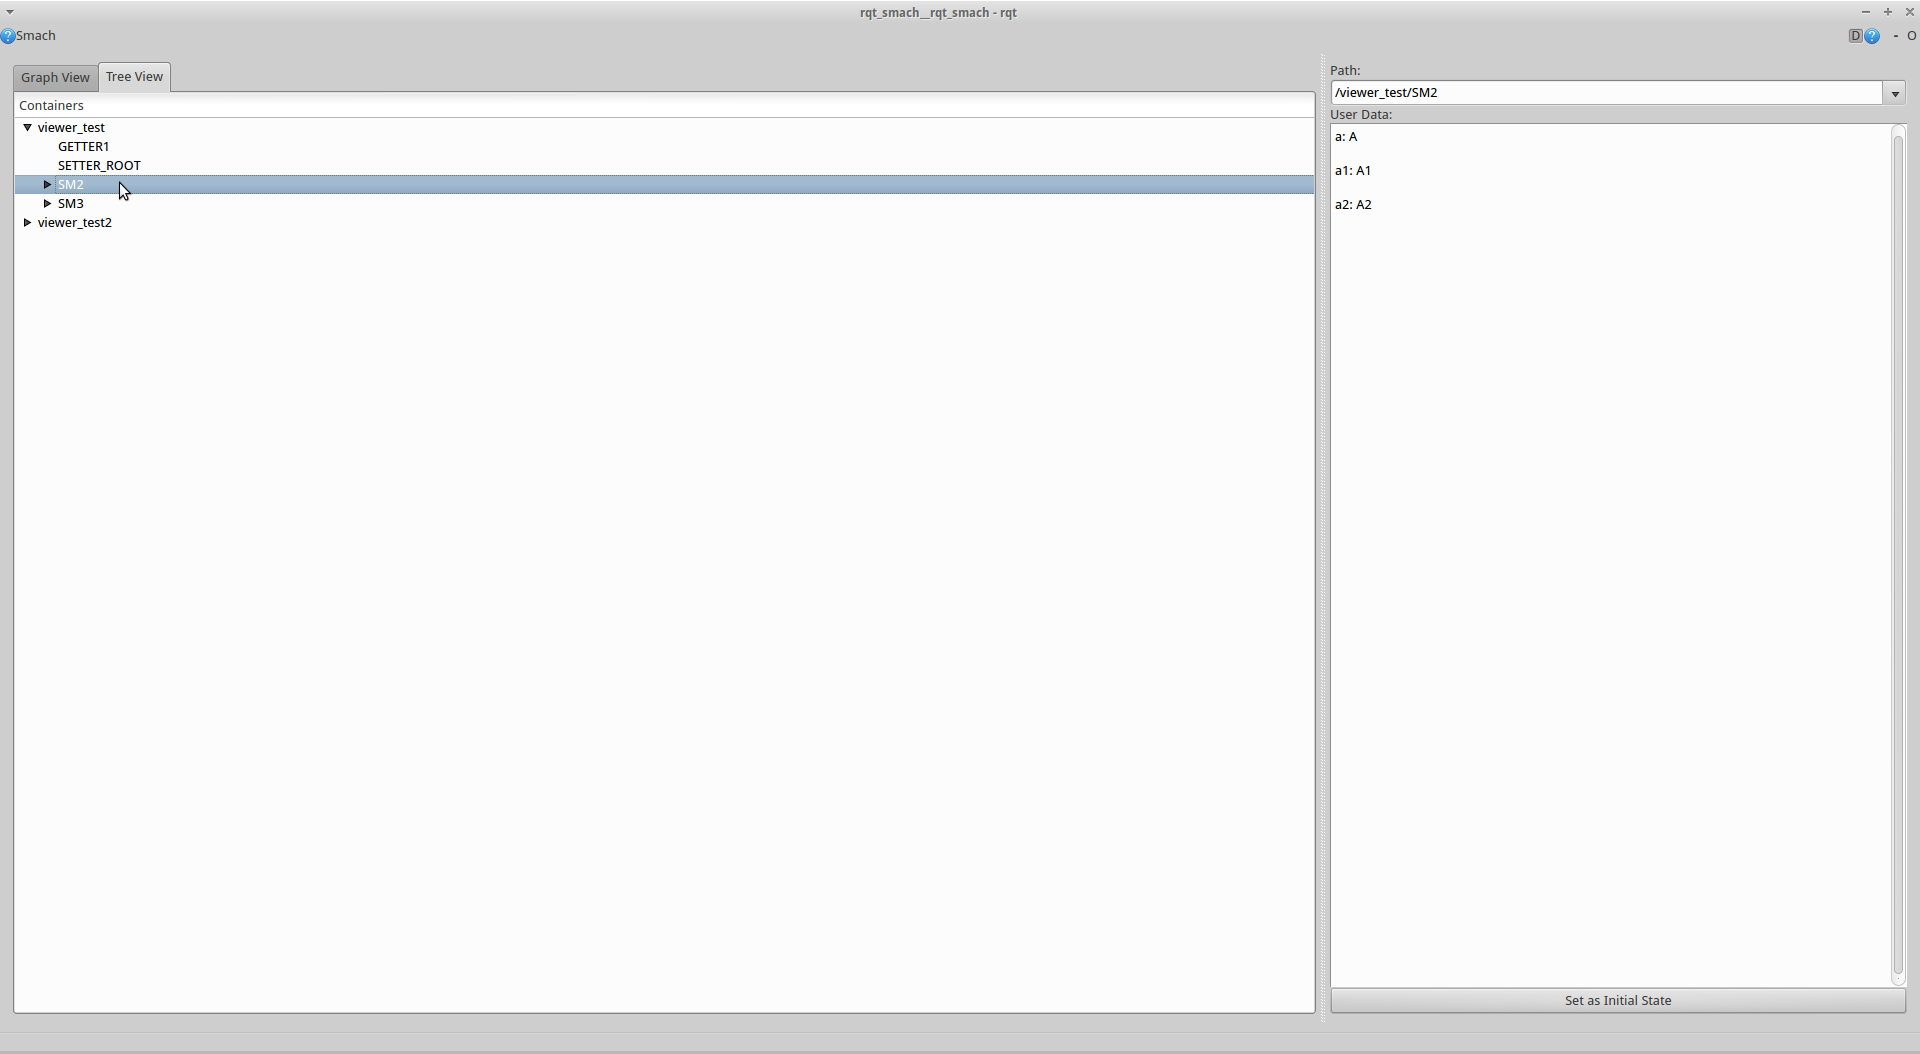 rqt_smach__rqt_smach - rqt
Smach
D
- O
Graph View
Tree View
Containers
viewer_test
GETTER1
SETTER_ROOT
SM2
SM3
viewer_test2
Path:
/viewer_test/SM2
User Data:
a: A
a1: A1
a2: A2
Set as Initial State